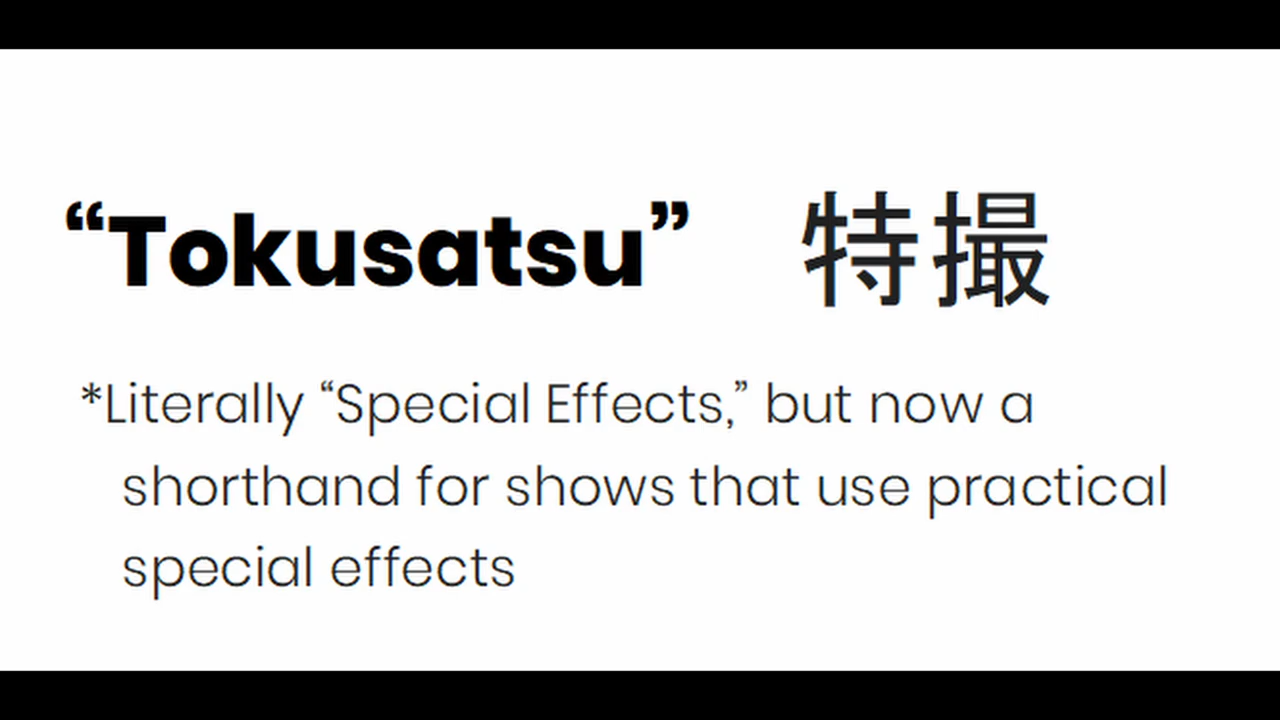 “Tokusatsu” 特撮
*Literally “Special Effects,” but now a
shorthand for shows that use practical
special effects